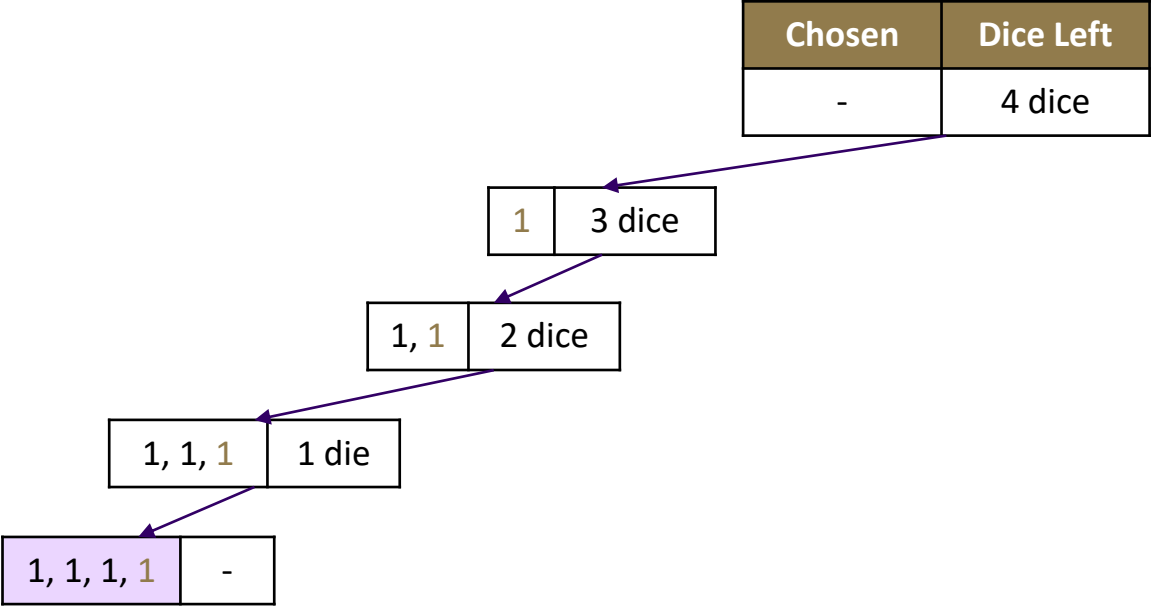 Chosen Dice Left
- 4 dice
1 3 dice
1, 1 2 dice
1, 1, 1 1 die
1, 1, 1, 1 -